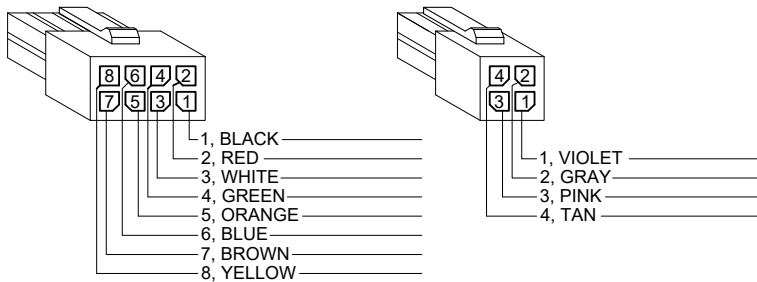 8 6 4 2
7 5 3 1
1, BLACK
2, RED
3, WHITE
4, GREEN
5, ORANGE
6, BLUE
7, BROWN
8, YELLOW
4 2
3 1
1, VIOLET
2, GRAY
3, PINK
4, TAN